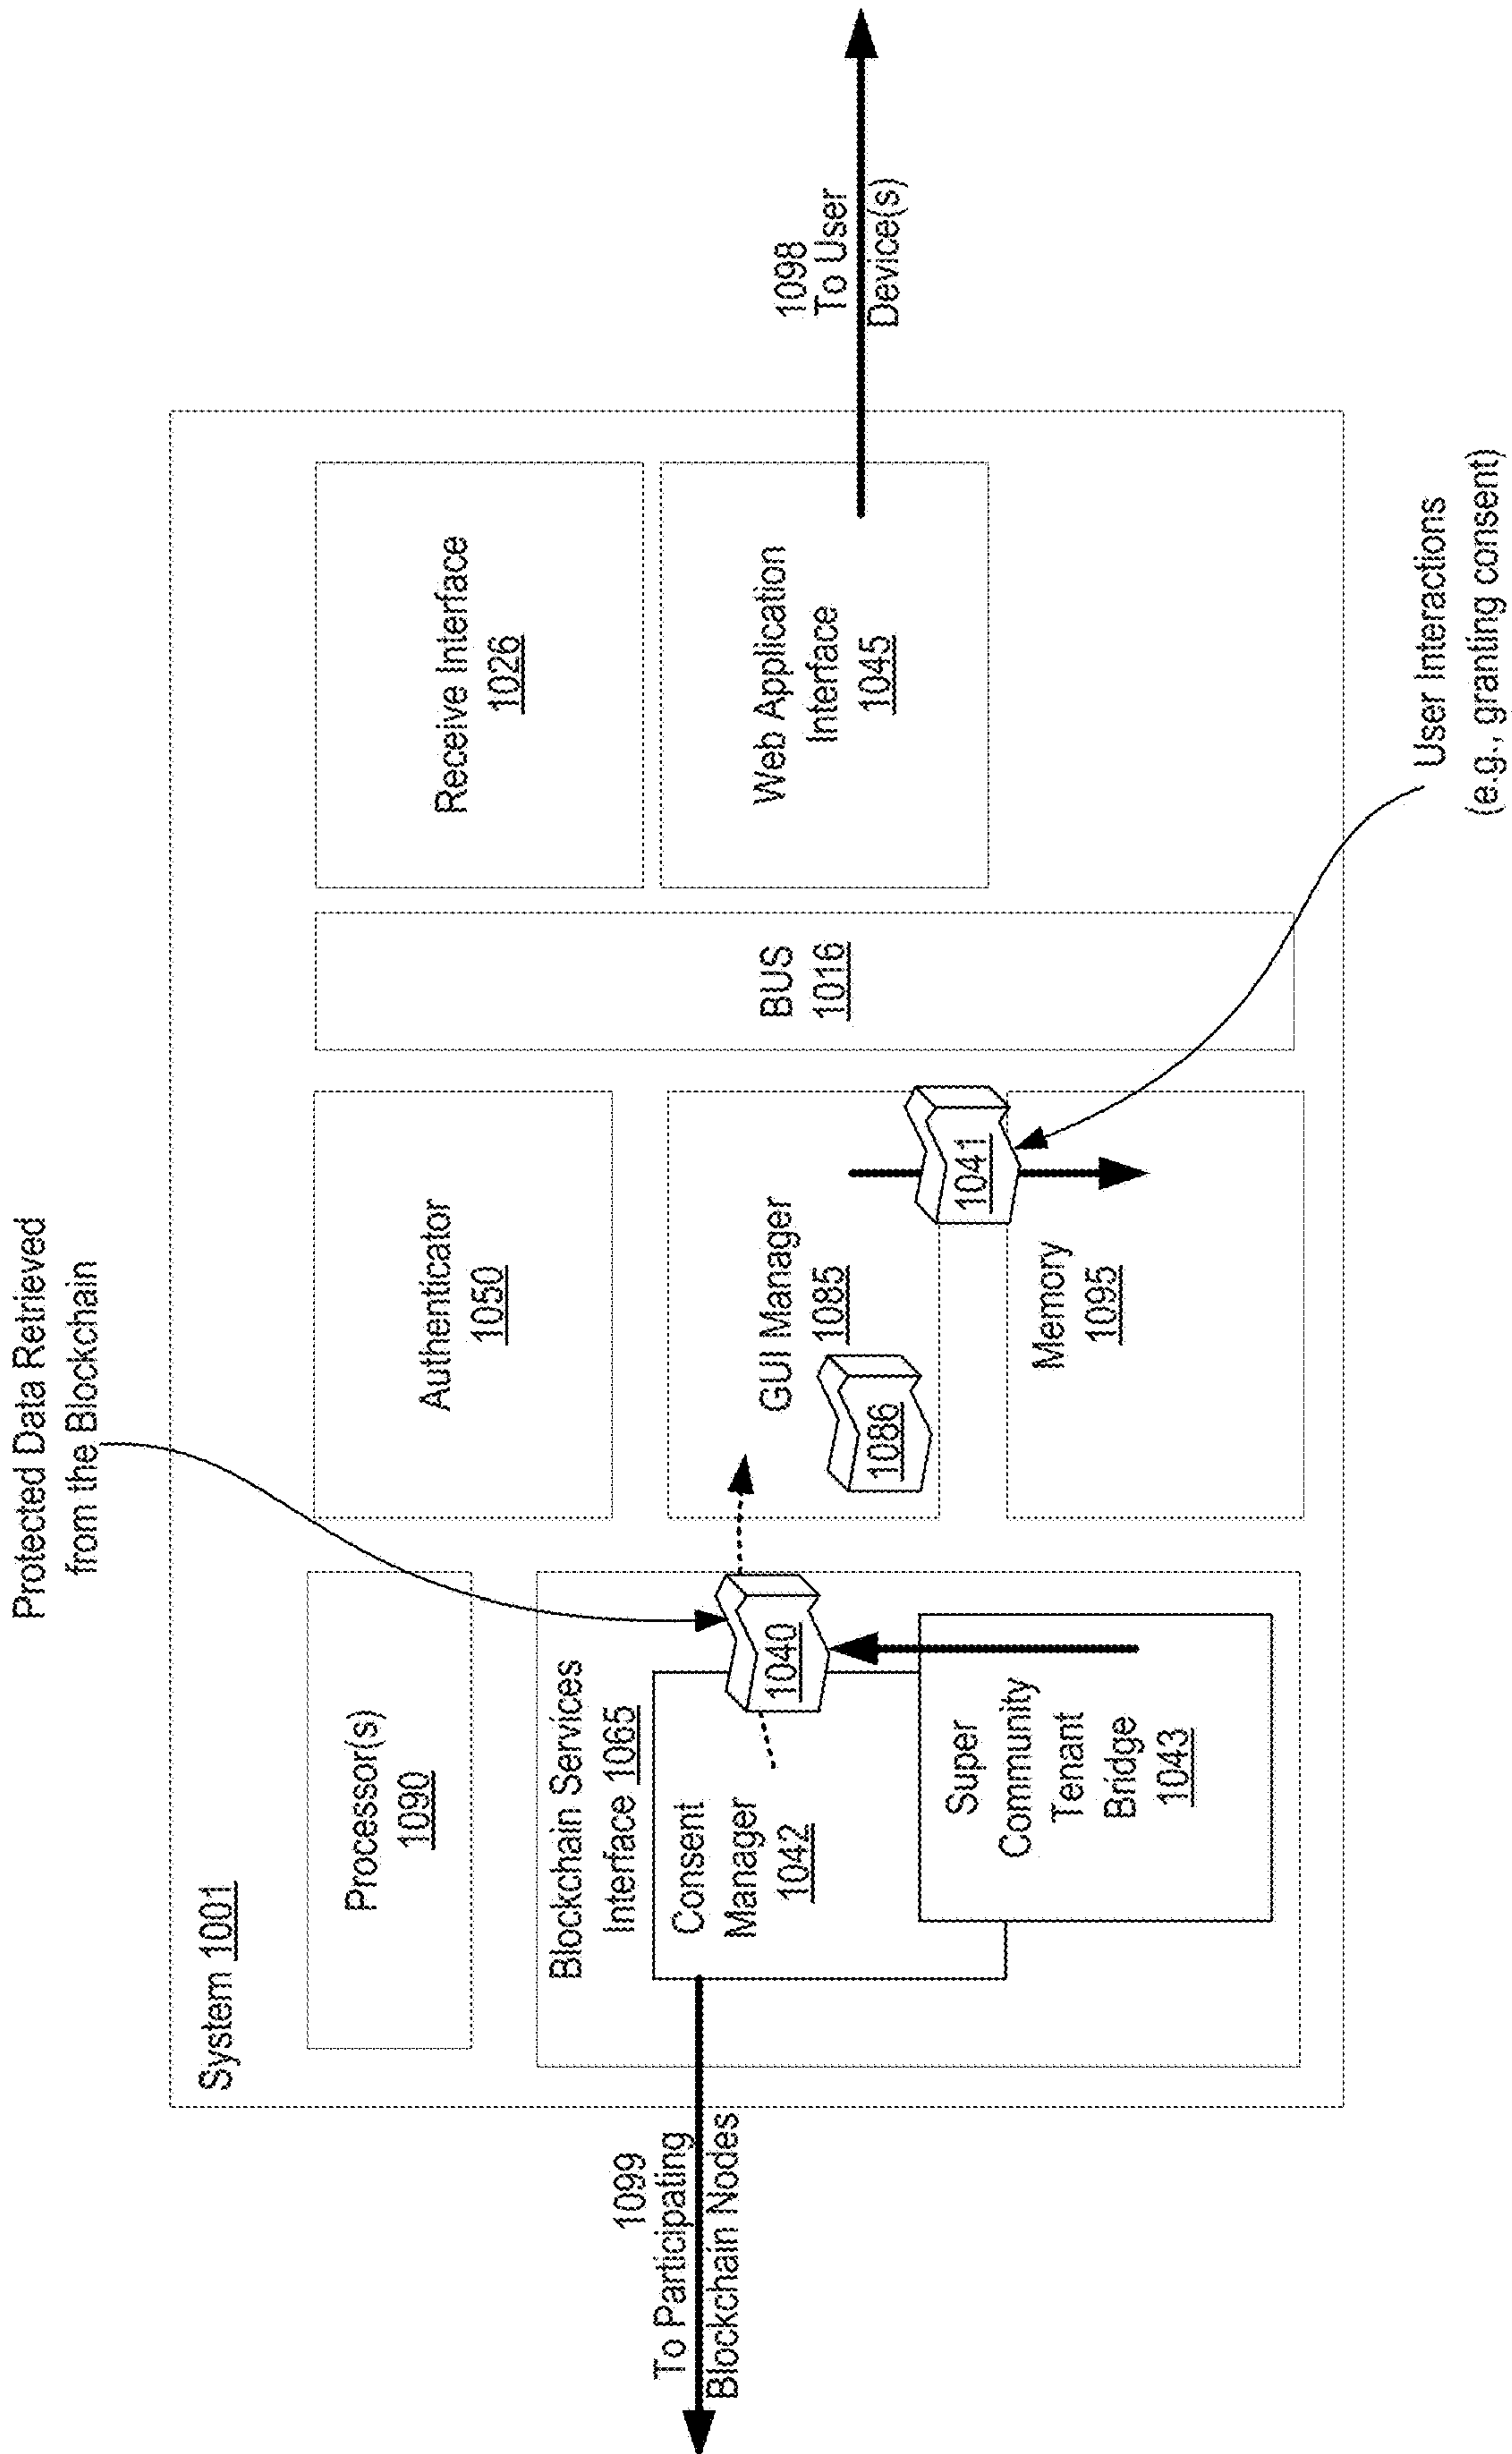 Protected Data Retrieved
from the Blockchain
System 1001
Processor(s)
1090
Authenticator
1050
Receive Interface
1026
Blockchain Services
Interface 1065
Consent
Manager
1042
1040
Super
Community
Tenant
Bridge
1043
GUI Manager
1085
1086
1041
Memory
1095
BUS
1016
Web Application
Interface
1045
1099
To Participating
Blockchain Nodes
1098
To User
Device(s)
User Interactions
(e.g., granting consent)